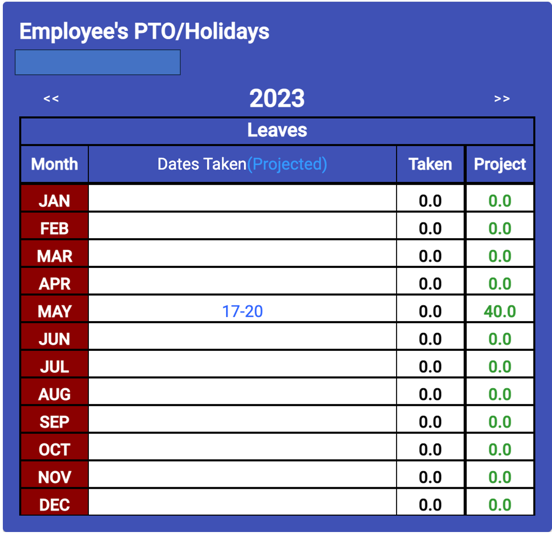 Employee's PTO/Holidays
<< 2023 >>
Leaves
Month Dates Taken(Projected) Taken Project
JAN 0.0 0.0
FEB 0.0 0.0
MAR 0.0 0.0
APR 0.0 0.0
MAY 17-20 0.0 40.0
JUN 0.0 0.0
JUL 0.0 0.0
AUG 0.0 0.0
SEP 0.0 0.0
OCT 0.0 0.0
NOV 0.0 0.0
DEC 0.0 0.0